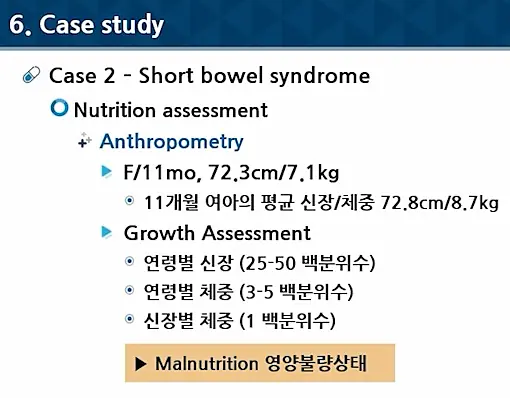 6. Case study
Case 2 - Short bowel syndrome
Nutrition assessment
Anthropometry
F/11mo, 72.3cm/7.1kg
11개월 여아의 평균 신장/체중 72.8cm/8.7kg
Growth Assessment
연령별 신장 (25-50 백분위수)
연령별 체중 (3-5 백분위수)
신장별 체중 (1 백분위수)
▶ Malnutrition 영양불량상태